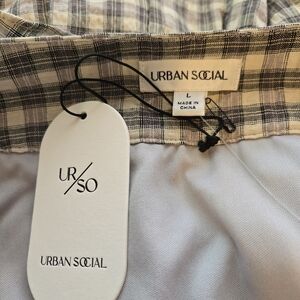 URBAN SOCIAL
L
MADE IN
CHINA
UR/SO
URBAN SOCIAL